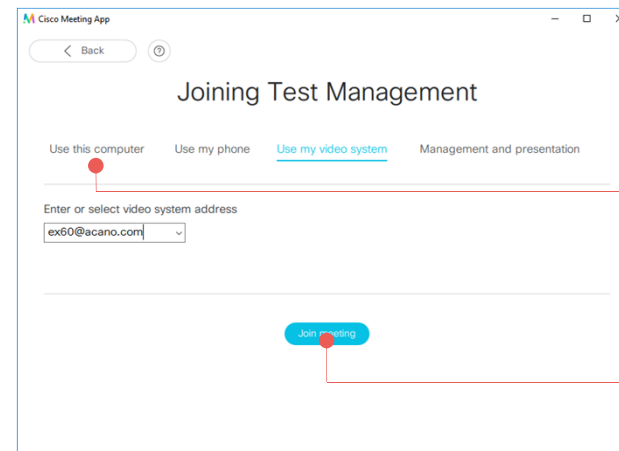 Cisco Meeting App
Back ?
Joining Test Management
Use this computer Use my phone Use my video system Management and presentation
Enter or select video system address
ex60@acano.com
Join meeting